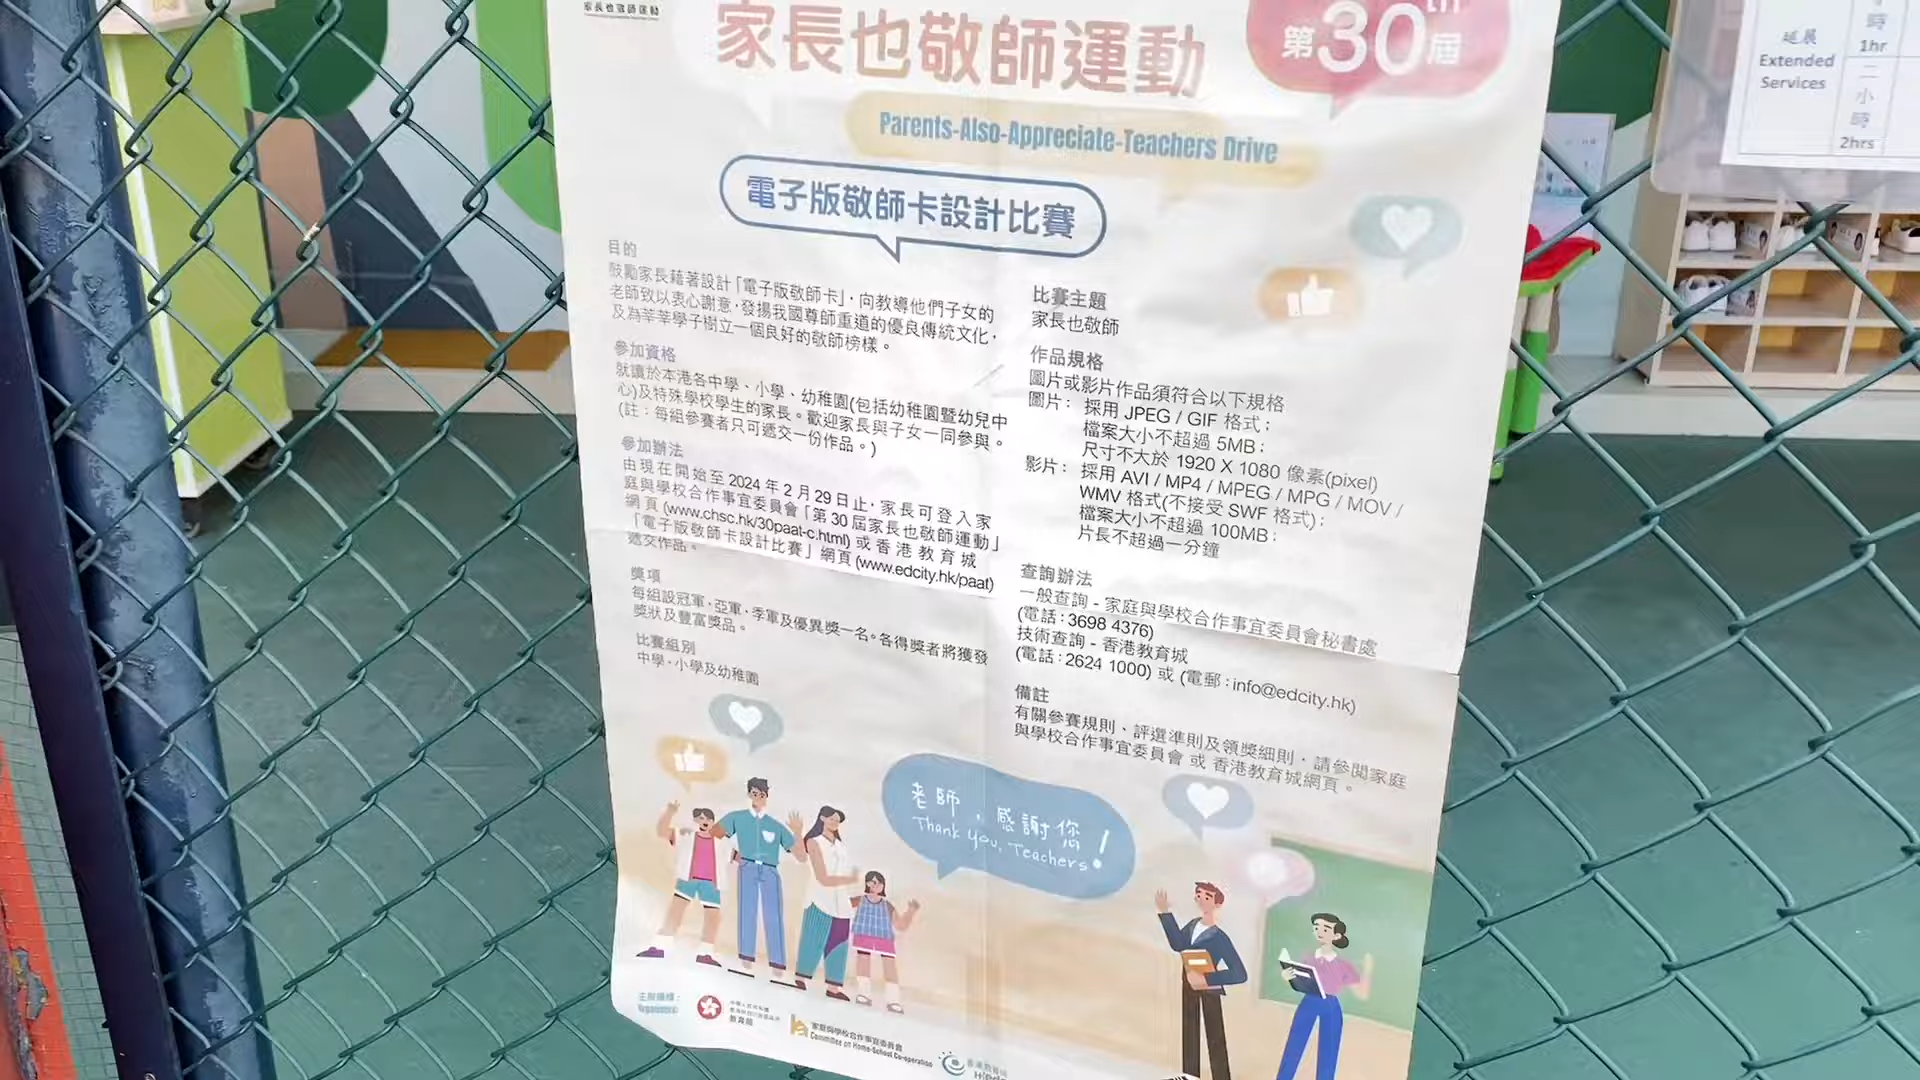 家長也敬師運動
家長也敬師運動
第30th屆
Parents-Also-Appreciate-Teachers Drive
電子版敬師卡設計比賽
目的
鼓勵家長藉著設計「電子版敬師卡」，向教導他們子女的
老師致以衷心謝意，發揚我國尊師重道的優良傳統文化，
及為莘莘學子樹立一個良好的敬師榜樣。
參加資格
就讀於本港各中學、小學、幼稚園(包括幼稚園暨幼兒中
心)及特殊學校學生的家長。歡迎家長與子女一同參與。
(註：每組參賽者只可遞交一份作品。)
參加辦法
由現在開始至 2024 年 2 月 29 日止，家長可登入家
庭與學校合作事宜委員會「第 30 屆家長也敬師運動」
網頁 (www.chsc.hk/30paat-c.html) 或香港教育城
「電子版敬師卡設計比賽」網頁 (www.edcity.hk/paat)
遞交作品。
獎項
每組設冠軍，亞軍，季軍及優異獎一名。各得獎者將獲發
獎狀及豐富獎品。
比賽組別
中學，小學及幼稚園
比賽主題
家長也敬師
作品規格
圖片或影片作品須符合以下規格
圖片： 採用 JPEG / GIF 格式；
檔案大小不超過 5MB；
尺寸不大於 1920 X 1080 像素(pixel)
影片： 採用 AVI / MP4 / MPEG / MPG / MOV /
WMV 格式(不接受 SWF 格式)；
檔案大小不超過 100MB；
片長不超過一分鐘
查詢辦法
一般查詢 - 家庭與學校合作事宜委員會秘書處
(電話：3698 4376)
技術查詢 - 香港教育城
(電話：2624 1000) 或 (電郵：info@edcity.hk)
備註
有關參賽規則、評選準則及領獎細則，請參閱家庭
與學校合作事宜委員會 或 香港教育城網頁。
老師，感謝您！
Thank you, Teachers!
主辦機構：
Organisers:
教育局
家庭與學校合作事宜委員會
Committee on Home-School Co-operation
香港教育城
延展
Extended
Services
時
1hr
二
小
時
2hrs